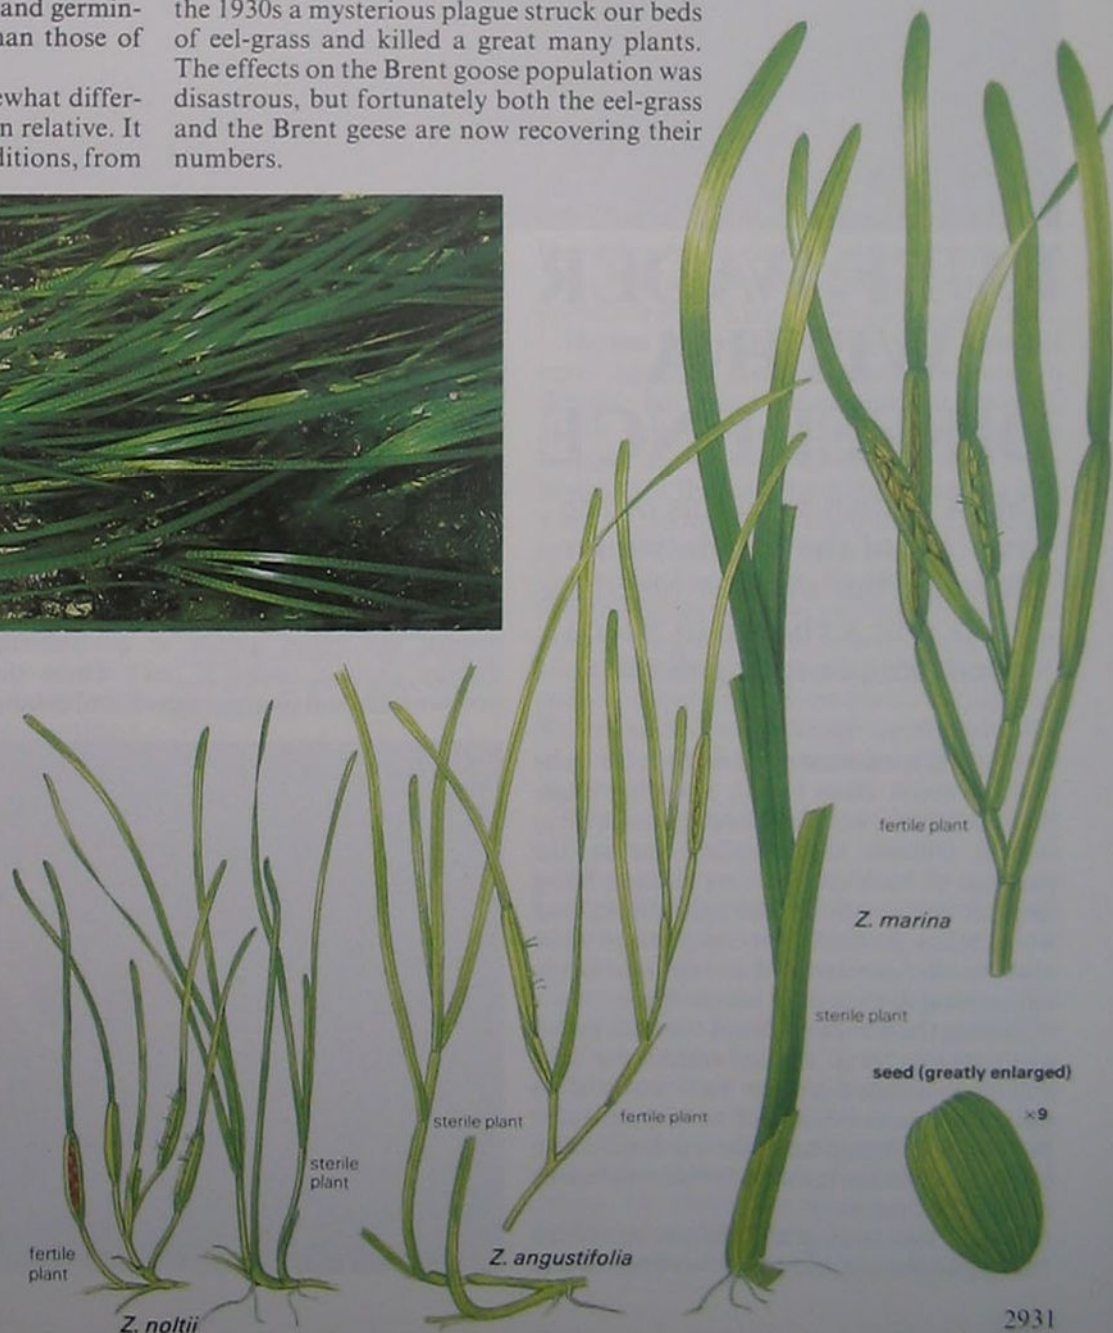 and germin-
an those of
ewhat differ-
n relative. It
ditions, from
the 1930s a mysterious plague struck our beds
of eel-grass and killed a great many plants.
The effects on the Brent goose population was
disastrous, but fortunately both the eel-grass
and the Brent geese are now recovering their
numbers.
fertile plant
Z. marina
sterile plant
seed (greatly enlarged)
×9
sterile plant
fertile plant
sterile
plant
Z. angustifolia
fertile
plant
Z. noltii
2931